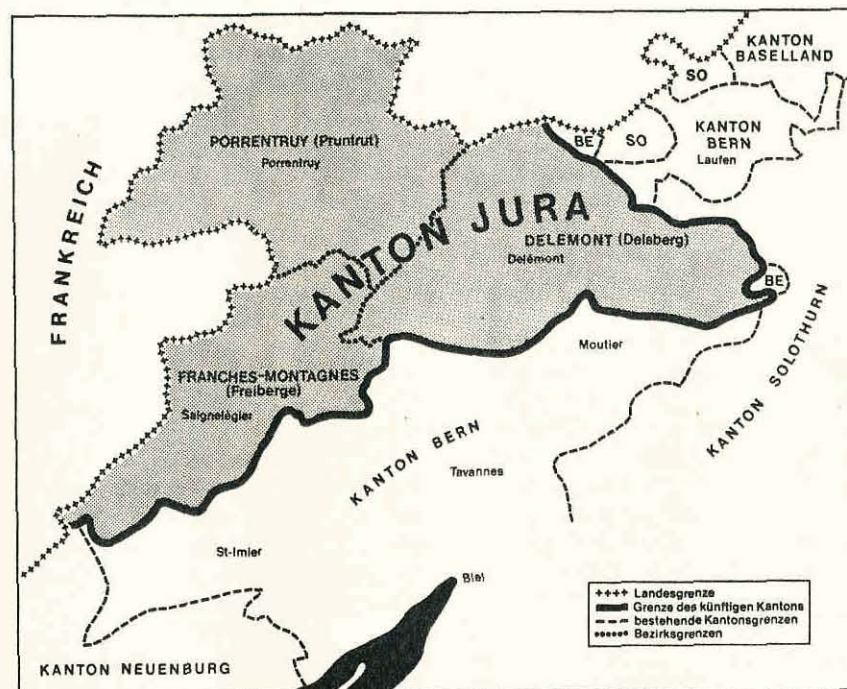 KANTON
BASELLAND
SO
KANTON
BERN
Laufen
BE
SO
PORRENTRUY (Pruntrut)
Porrentruy
FRANKREICH
KANTON JURA
DELEMONT (Delsberg)
Delémont
BE
KANTON SOLOTHURN
Moutier
FRANCHES-MONTAGNES
(Freiberge)
Saignelégier
KANTON BERN
Tavannes
St-Imier
Biel
KANTON NEUENBURG
++++ Landesgrenze
Grenze des künftigen Kantons
bestehende Kantonsgrenzen
Bezirksgrenzen